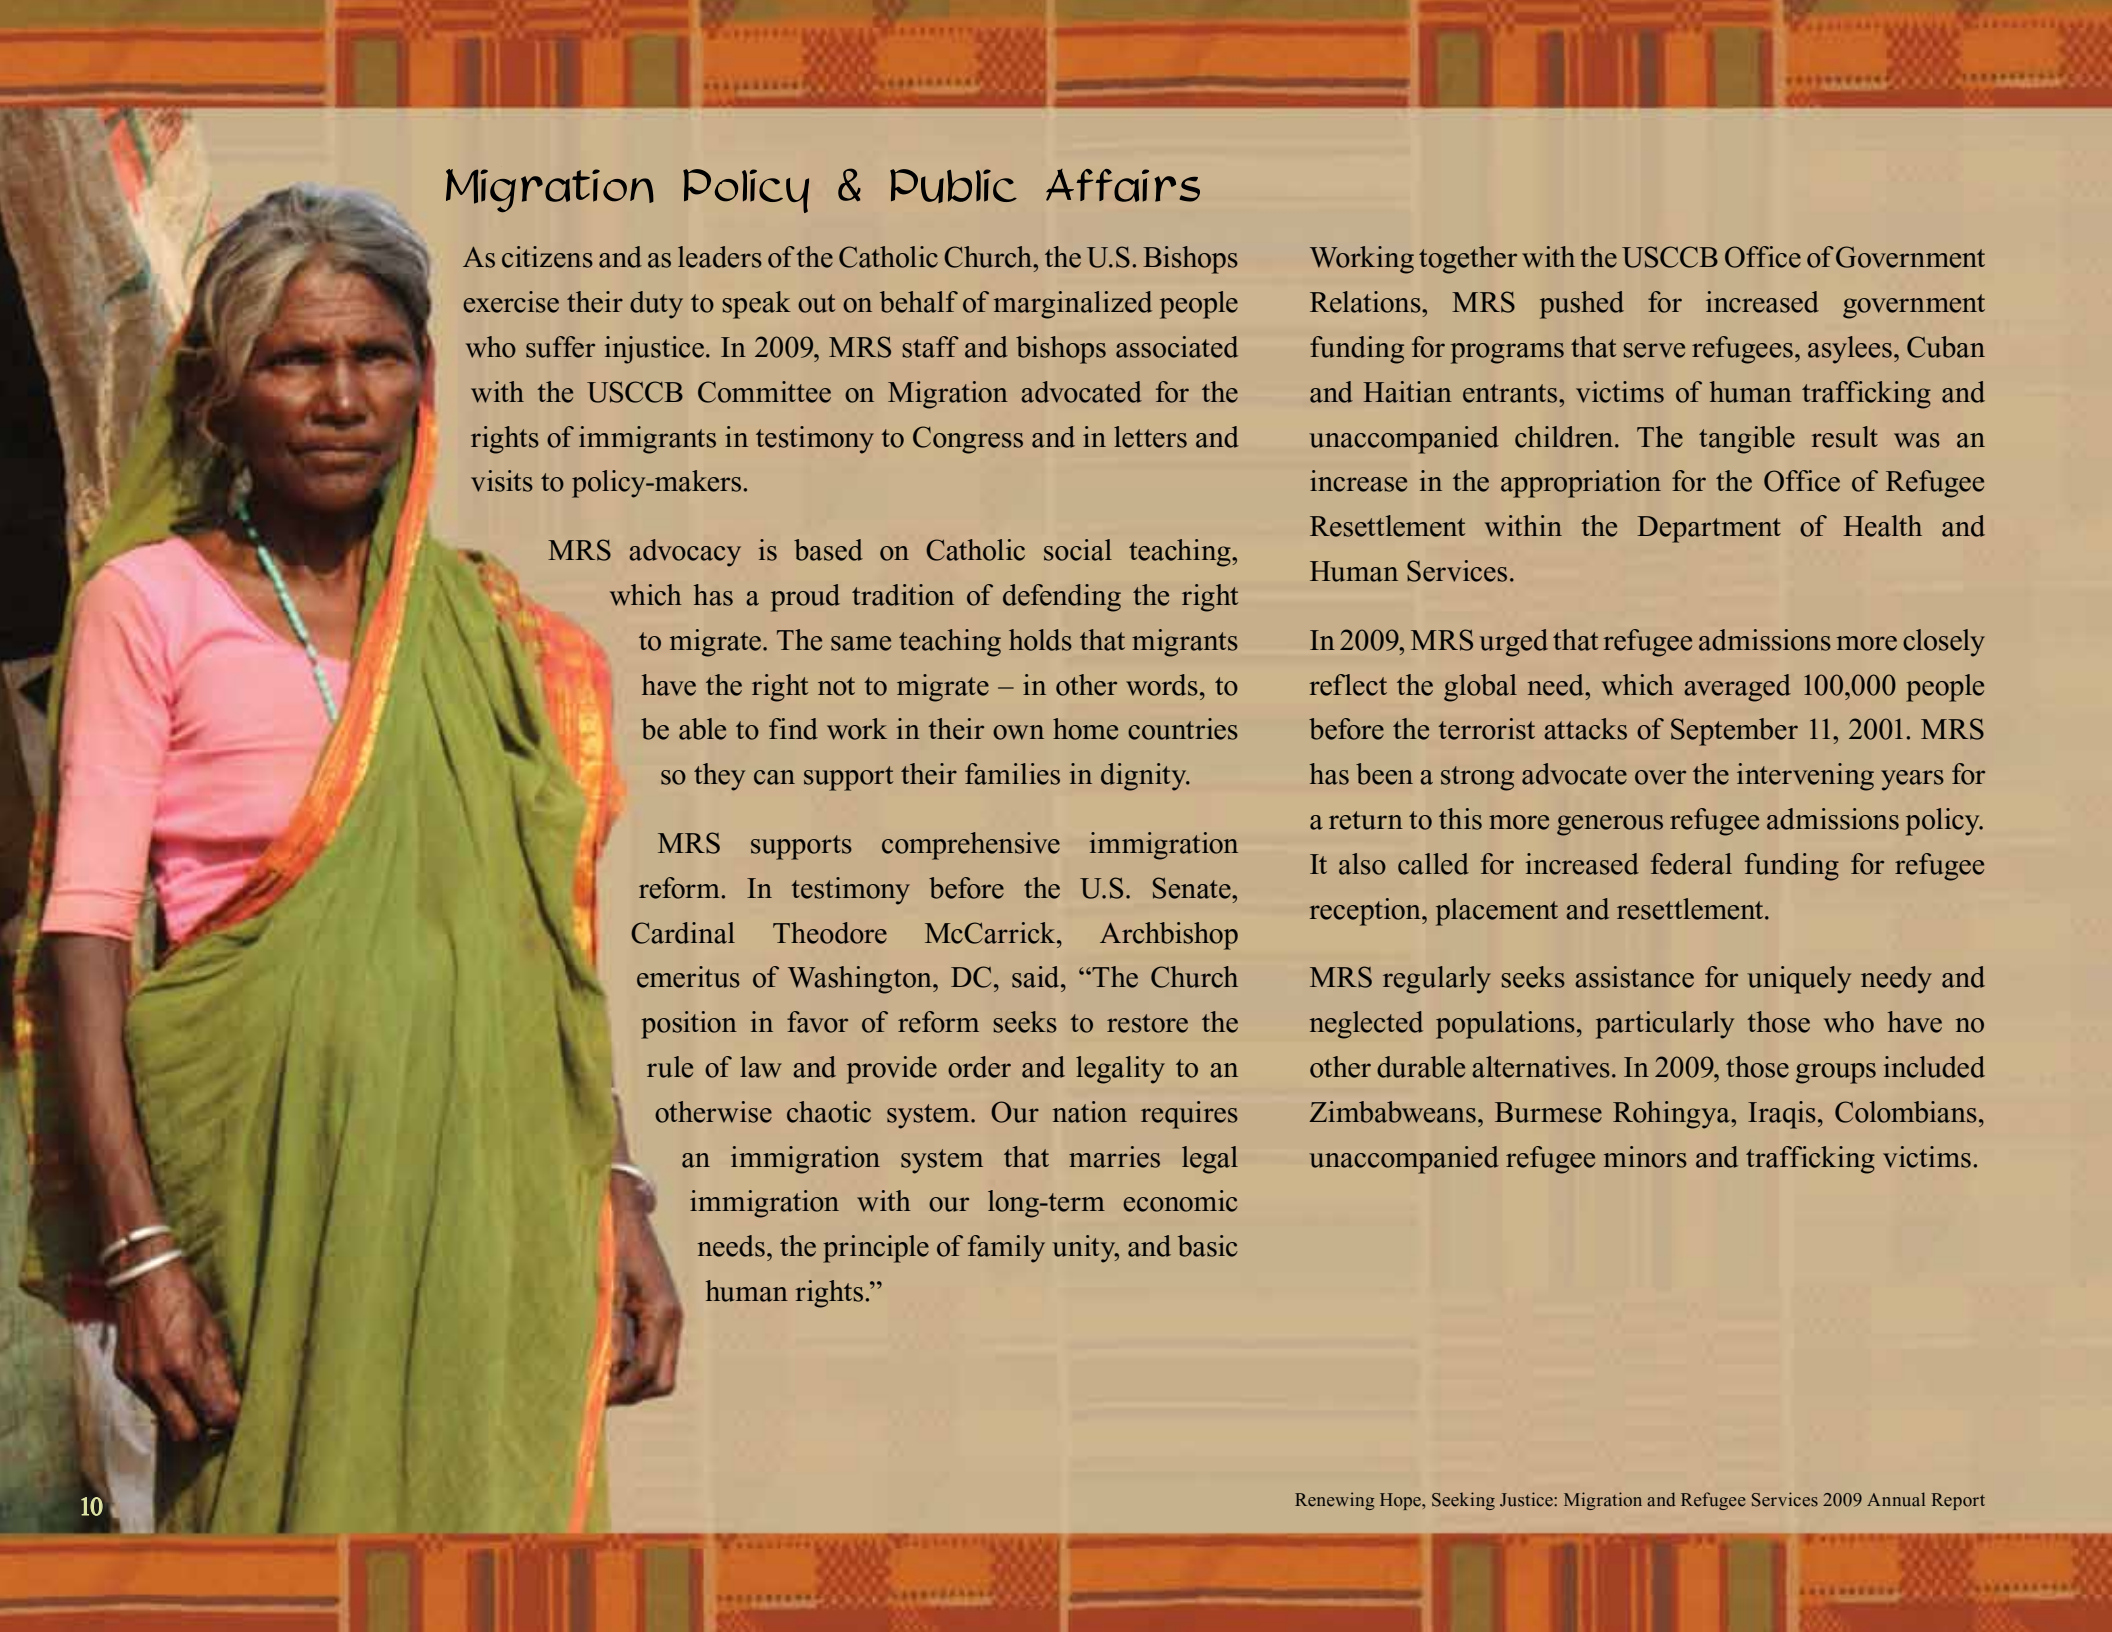 Migration Policy & Public Affairs
As citizens and as leaders of the Catholic Church, the U.S. Bishops
exercise their duty to speak out on behalf of marginalized people
who suffer injustice. In 2009, MRS staff and bishops associated
with the USCCB Committee on Migration advocated for the
rights of immigrants in testimony to Congress and in letters and
visits to policy-makers.
MRS advocacy is based on Catholic social teaching,
which has a proud tradition of defending the right
to migrate. The same teaching holds that migrants
have the right not to migrate – in other words, to
be able to find work in their own home countries
so they can support their families in dignity.
MRS supports comprehensive immigration
reform. In testimony before the U.S. Senate,
Cardinal Theodore McCarrick, Archbishop
emeritus of Washington, DC, said, “The Church
position in favor of reform seeks to restore the
rule of law and provide order and legality to an
otherwise chaotic system. Our nation requires
an immigration system that marries legal
immigration with our long-term economic
needs, the principle of family unity, and basic
human rights.”
Working together with the USCCB Office of Government
Relations, MRS pushed for increased government
funding for programs that serve refugees, asylees, Cuban
and Haitian entrants, victims of human trafficking and
unaccompanied children. The tangible result was an
increase in the appropriation for the Office of Refugee
Resettlement within the Department of Health and
Human Services.
In 2009, MRS urged that refugee admissions more closely
reflect the global need, which averaged 100,000 people
before the terrorist attacks of September 11, 2001. MRS
has been a strong advocate over the intervening years for
a return to this more generous refugee admissions policy.
It also called for increased federal funding for refugee
reception, placement and resettlement.
MRS regularly seeks assistance for uniquely needy and
neglected populations, particularly those who have no
other durable alternatives. In 2009, those groups included
Zimbabweans, Burmese Rohingya, Iraqis, Colombians,
unaccompanied refugee minors and trafficking victims.
10
Renewing Hope, Seeking Justice: Migration and Refugee Services 2009 Annual Report